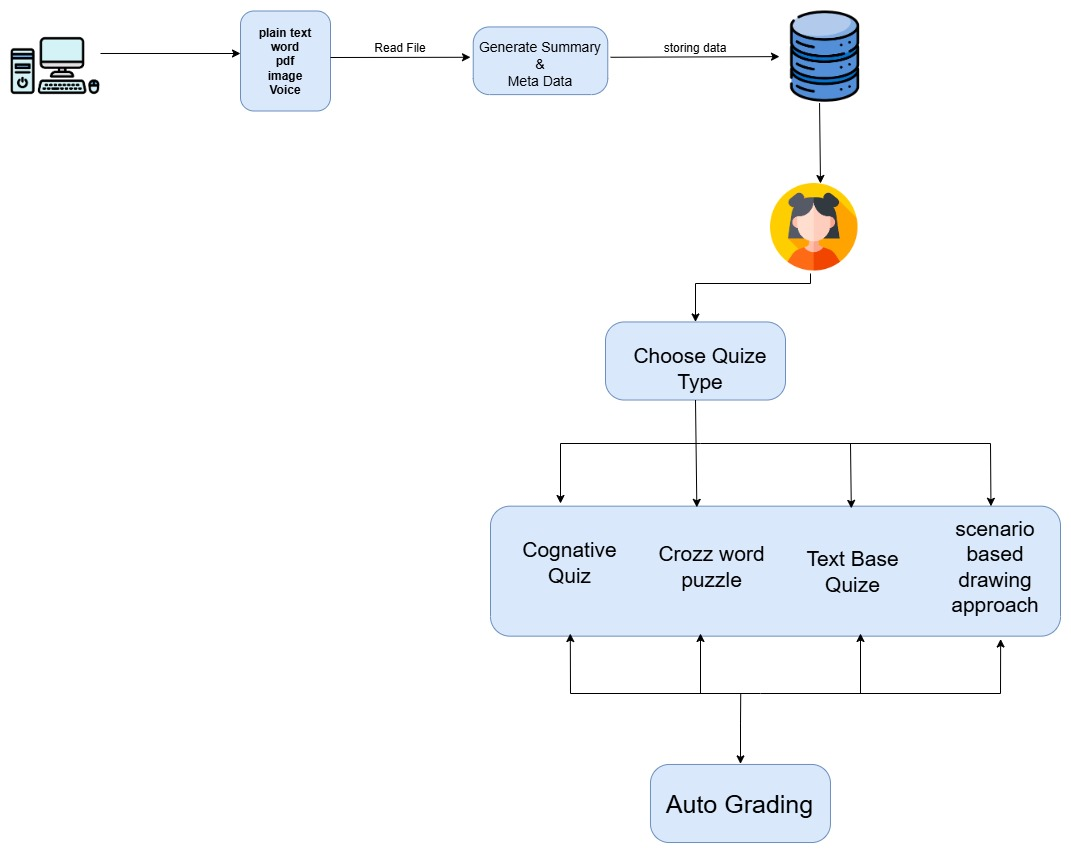 plain text
word
pdf
image
Voice
Read File
Generate Summary
&
Meta Data
storing data
Choose Quize
Type
Cognative
Quiz
Crozz word
puzzle
Text Base
Quize
scenario
based
drawing
approach
Auto Grading